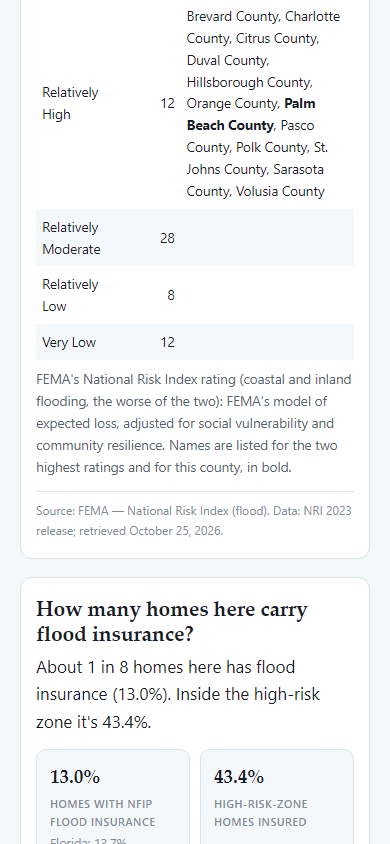 Brevard County, Charlotte
County, Citrus County,
Duval County,
Hillsborough County,
Relatively High 12 Orange County, Palm
Beach County, Pasco
County, Polk County, St.
Johns County, Sarasota
County, Volusia County
Relatively Moderate 28
Relatively Low 8
Very Low 12
FEMA's National Risk Index rating (coastal and inland
flooding, the worse of the two): FEMA's model of
expected loss, adjusted for social vulnerability and
community resilience. Names are listed for the two
highest ratings and for this county, in bold.
Source: FEMA — National Risk Index (flood). Data: NRI 2023
release; retrieved October 25, 2026.
How many homes here carry
flood insurance?
About 1 in 8 homes here has flood
insurance (13.0%). Inside the high-risk
zone it's 43.4%.
13.0%
HOMES WITH NFIP
FLOOD INSURANCE
Florida: 13.7%
43.4%
HIGH-RISK-ZONE
HOMES INSURED